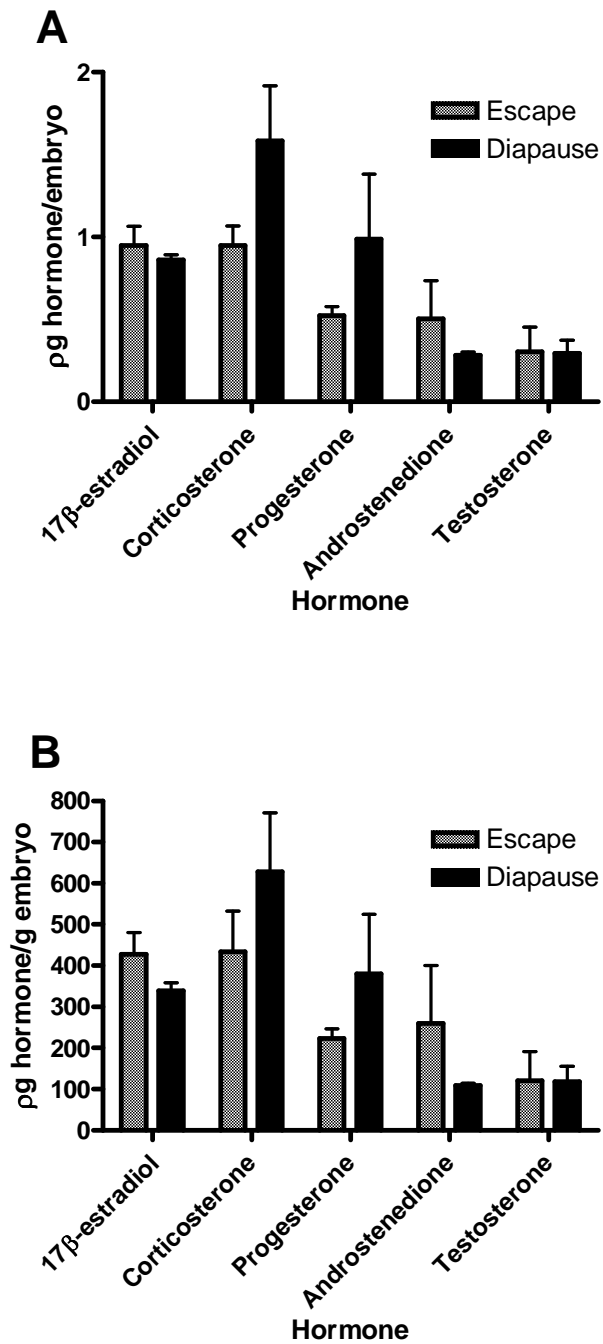 A
2
1
0
ρg hormone/embryo
Escape
Diapause
17β-estradiol
Corticosterone
Progesterone
Androstenedione
Testosterone
Hormone
B
800
700
600
500
400
300
200
100
0
ρg hormone/g embryo
Escape
Diapause
17β-estradiol
Corticosterone
Progesterone
Androstenedione
Testosterone
Hormone